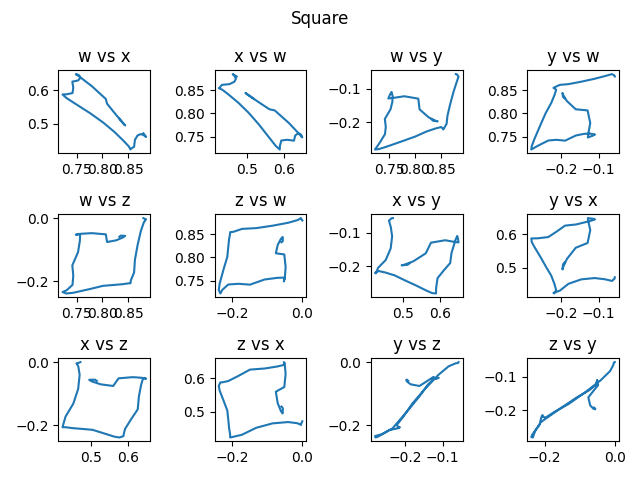 Square
w vs x
x vs w
w vs y
y vs w
0.6
0.5
0.75 0.80 0.85
0.85
0.80
0.75
0.5 0.6
−0.1
−0.2
0.75 0.80 0.85
0.85
0.80
0.75
−0.2 −0.1
w vs z
z vs w
x vs y
y vs x
0.0
−0.2
0.75 0.80 0.85
0.85
0.80
0.75
−0.2 0.0
−0.1
−0.2
0.5 0.6
0.6
0.5
−0.2 −0.1
x vs z
z vs x
y vs z
z vs y
0.0
−0.2
0.5 0.6
0.6
0.5
−0.2 0.0
0.0
−0.2
−0.2 −0.1
−0.1
−0.2
−0.2 0.0